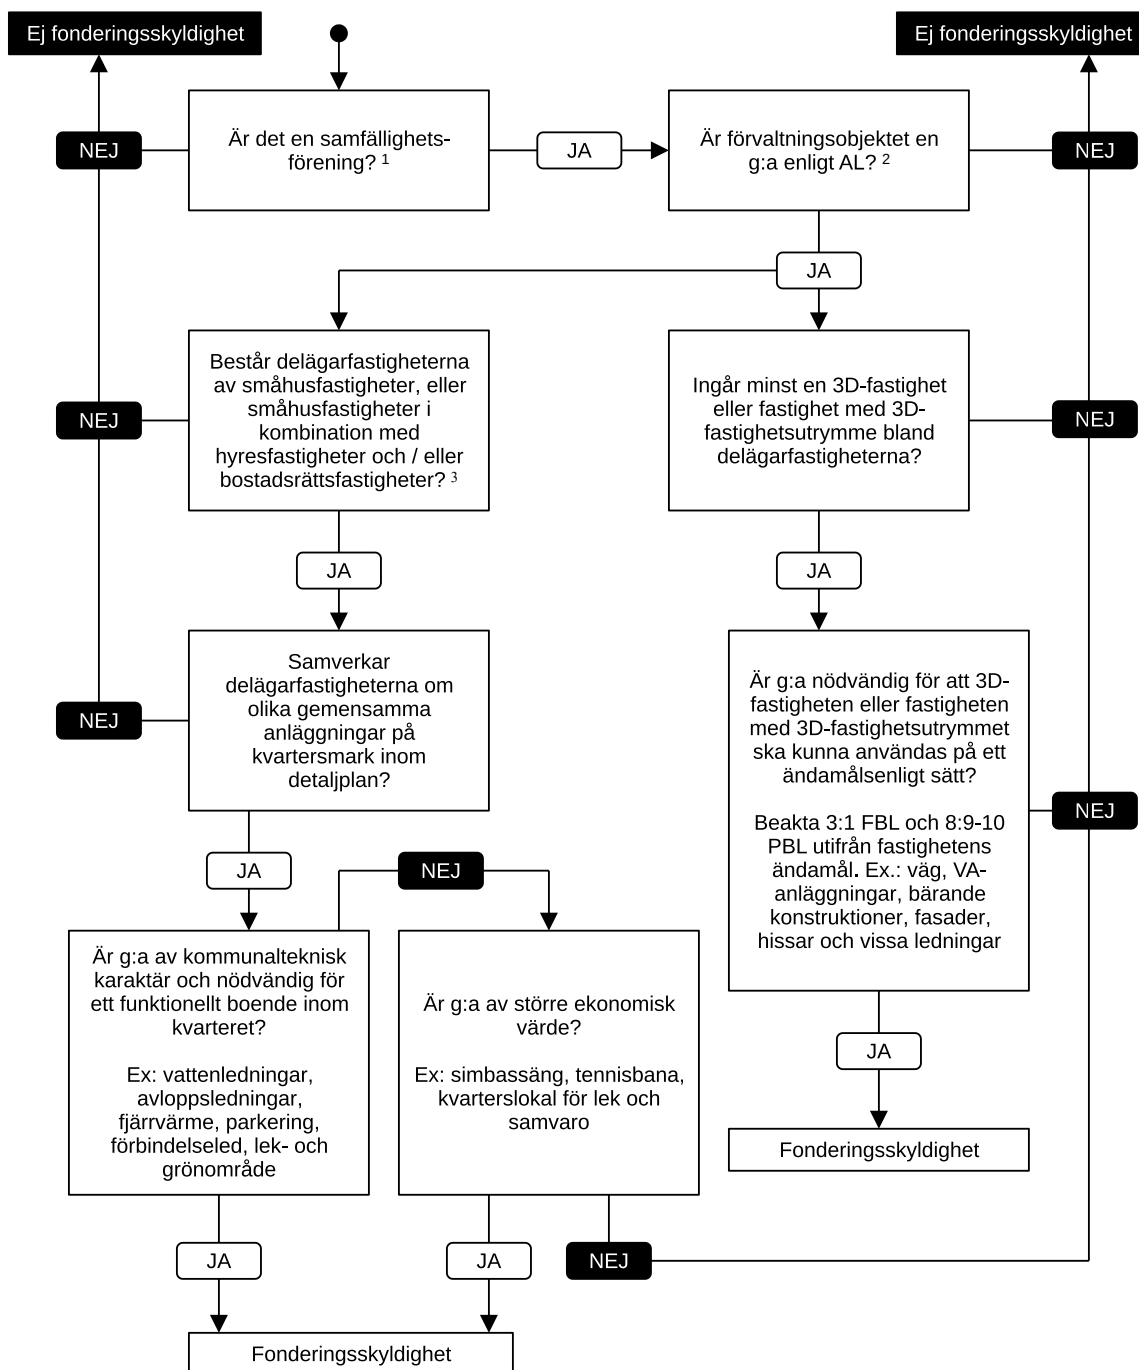 Ej fonderingsskyldighet
Ej fonderingsskyldighet
NEJ
Är det en samfällighets-
förening? 1
JA
Är förvaltningsobjektet en
g:a enligt AL? 2
NEJ
JA
NEJ
Består delägarfastigheterna
av småhusfastigheter, eller
småhusfastigheter i
kombination med
hyresfastigheter och / eller
bostadsrättsfastigheter? 3
Ingår minst en 3D-fastighet
eller fastighet med 3D-
fastighetsutrymme bland
delägarfastigheterna?
NEJ
JA
JA
NEJ
Samverkar
delägarfastigheterna om
olika gemensamma
anläggningar på
kvartersmark inom
detaljplan?
Är g:a nödvändig för att 3D-
fastigheten eller fastigheten
med 3D-fastighetsutrymmet
ska kunna användas på ett
ändamålsenligt sätt?
Beakta 3:1 FBL och 8:9-10
PBL utifrån fastighetens
ändamål. Ex.: väg, VA-
anläggningar, bärande
konstruktioner, fasader,
hissar och vissa ledningar
NEJ
JA
NEJ
Är g:a av kommunalteknisk
karaktär och nödvändig för
ett funktionellt boende inom
kvarteret?
Ex: vattenledningar,
avloppsledningar,
fjärrvärme, parkering,
förbindelseled, lek- och
grönområde
Är g:a av större ekonomisk
värde?
Ex: simbassäng, tennisbana,
kvarterslokal för lek och
samvaro
JA
Fonderingsskyldighet
JA
JA
NEJ
Fonderingsskyldighet